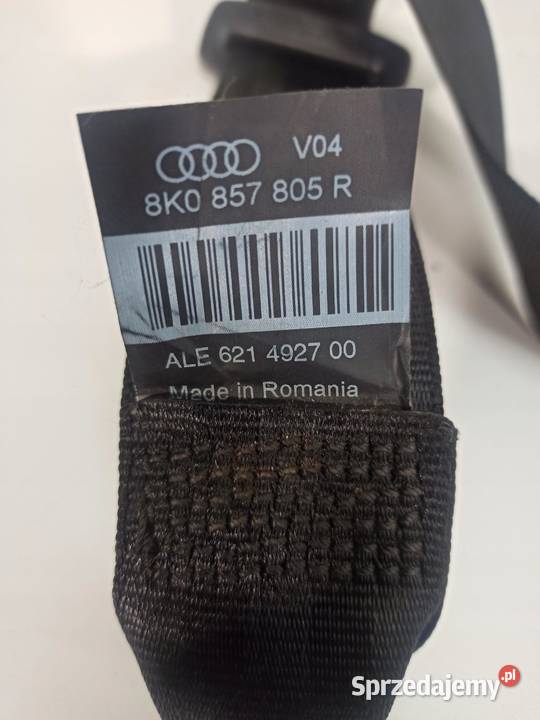 V04
8K0 857 805 R
ALE 621 4927 00
Made in Romania
Sprzedajemy.pl